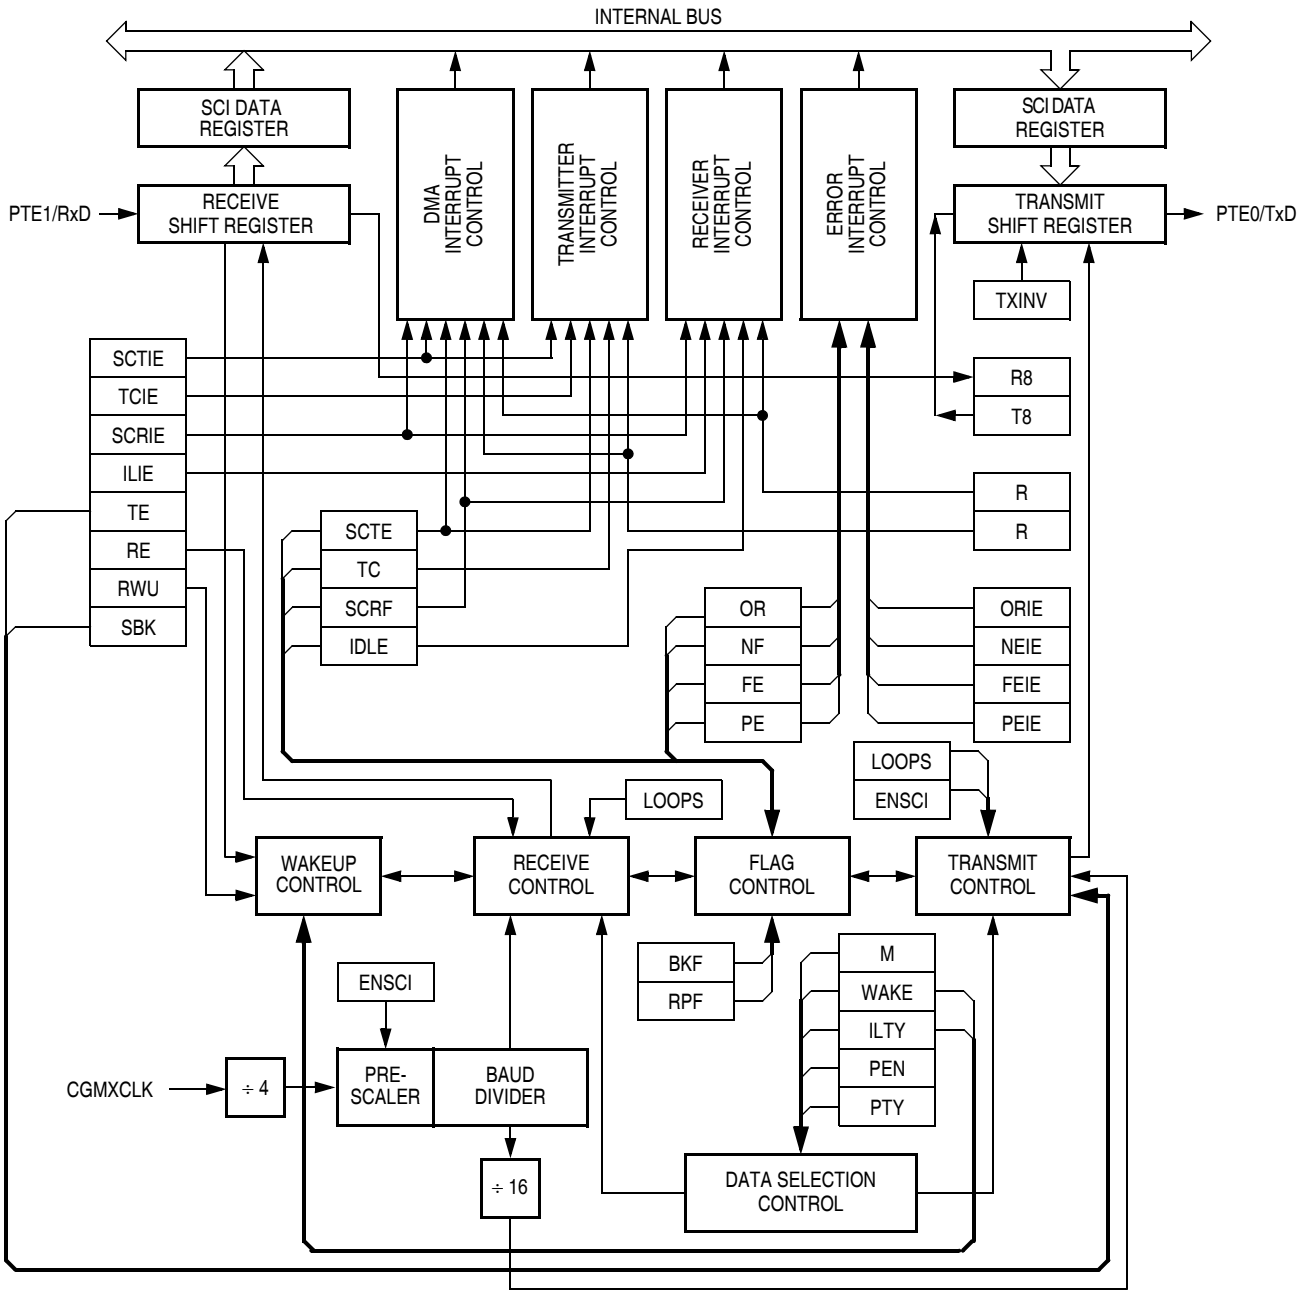 INTERNAL BUS
SCI DATA
REGISTER
RECEIVE
SHIFT REGISTER
PTE1/RxD
DMA
INTERRUPT
CONTROL
TRANSMITTER
INTERRUPT
CONTROL
RECEIVER
INTERRUPT
CONTROL
ERROR
INTERRUPT
CONTROL
SCI DATA
REGISTER
TRANSMIT
SHIFT REGISTER
PTE0/TxD
TXINV
SCTIE
TCIE
SCRIE
ILIE
TE
RE
RWU
SBK
R8
T8
R
R
SCTE
TC
SCRF
IDLE
OR
NF
FE
PE
ORIE
NEIE
FEIE
PEIE
LOOPS
ENSCI
LOOPS
WAKEUP
CONTROL
RECEIVE
CONTROL
FLAG
CONTROL
TRANSMIT
CONTROL
BKF
RPF
M
WAKE
ILTY
PEN
PTY
ENSCI
CGMXCLK
÷ 4
PRE-
SCALER
BAUD
DIVIDER
÷ 16
DATA SELECTION
CONTROL